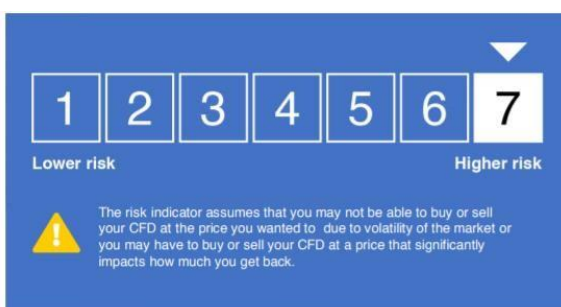 1 2 3 4 5 6 7
Lower risk Higher risk
The risk indicator assumes that you may not be able to buy or sell
your CFD at the price you wanted to due to volatility of the market or
you may have to buy or sell your CFD at a price that significantly
impacts how much you get back.